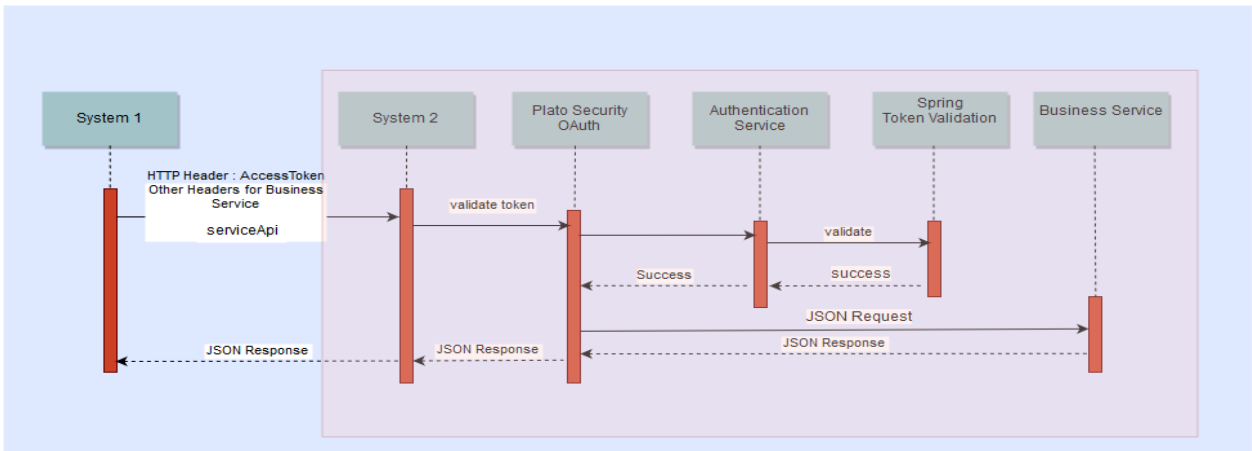 System 1
System 2
Plato Security
OAuth
Authentication
Service
Spring
Token Validation
Business Service
HTTP Header : AccessToken
Other Headers for Business
Service
serviceApi
validate token
validate
Success
success
JSON Request
JSON Response
JSON Response
JSON Response